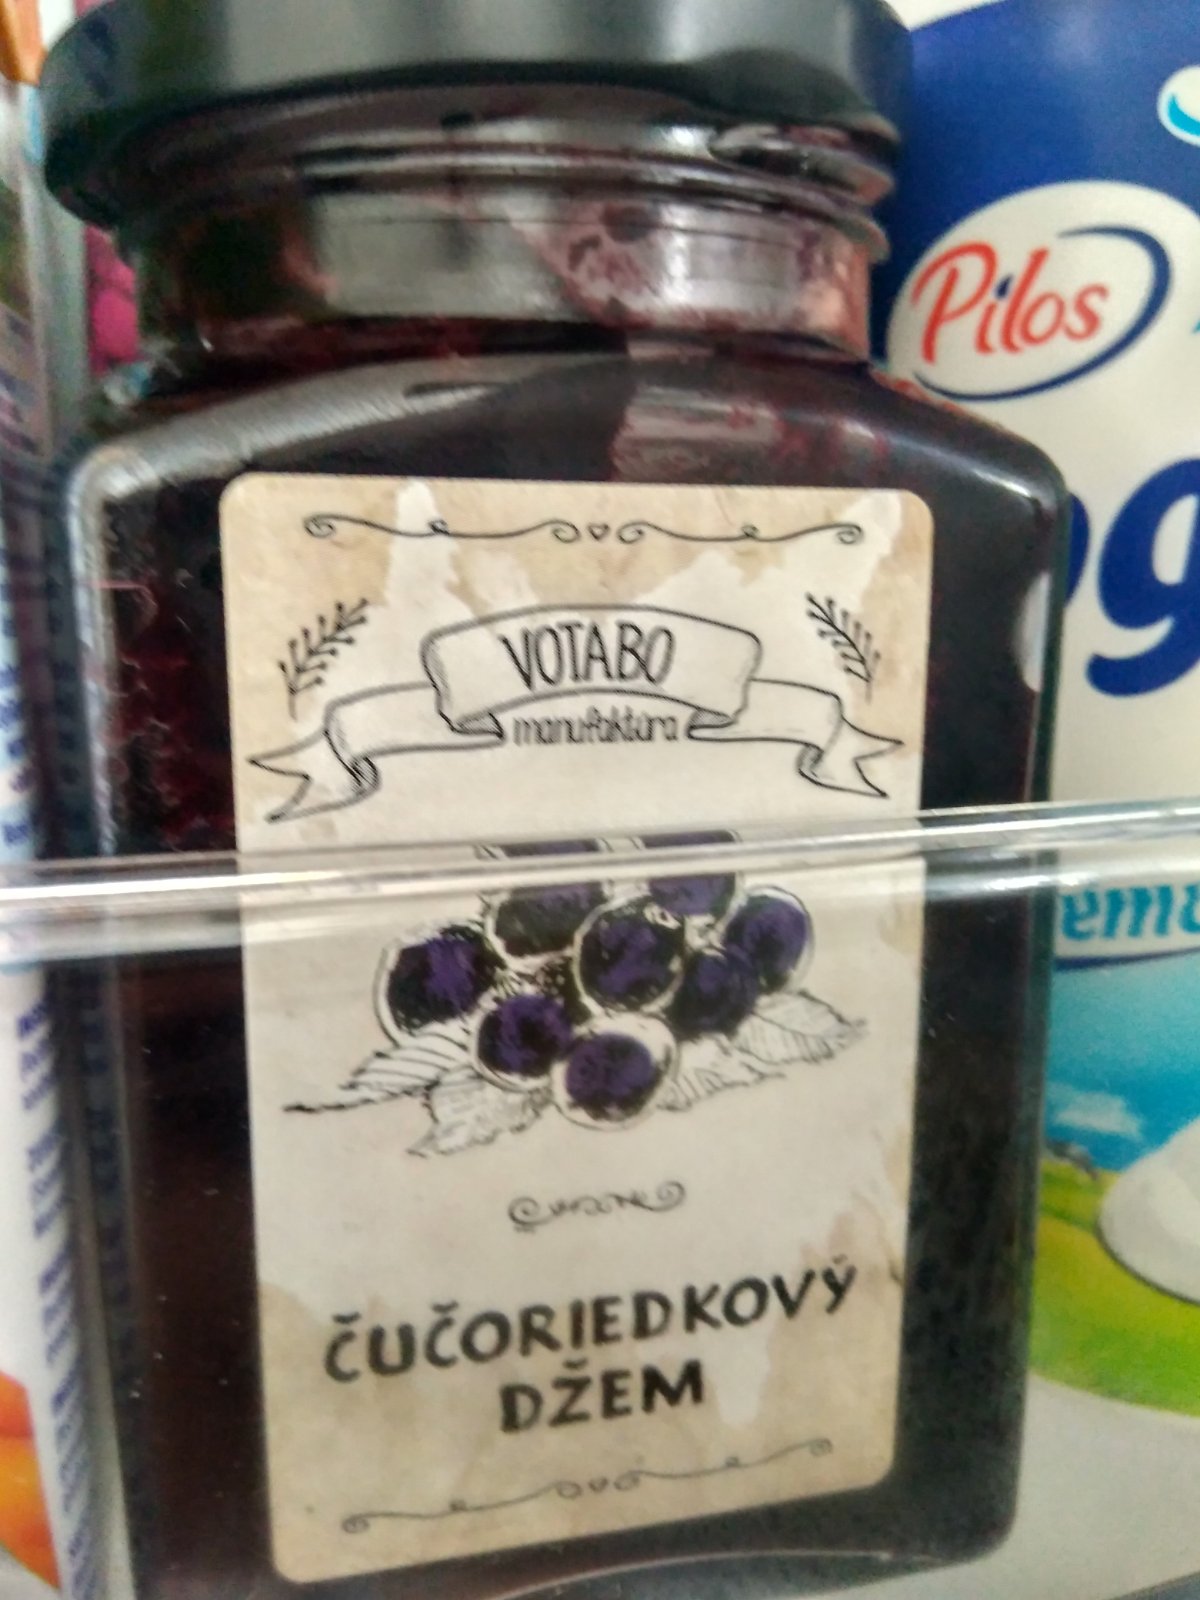 VOTABO
manufaktúra
ČUČORIEDKOVÝ
DŽEM
Pilos